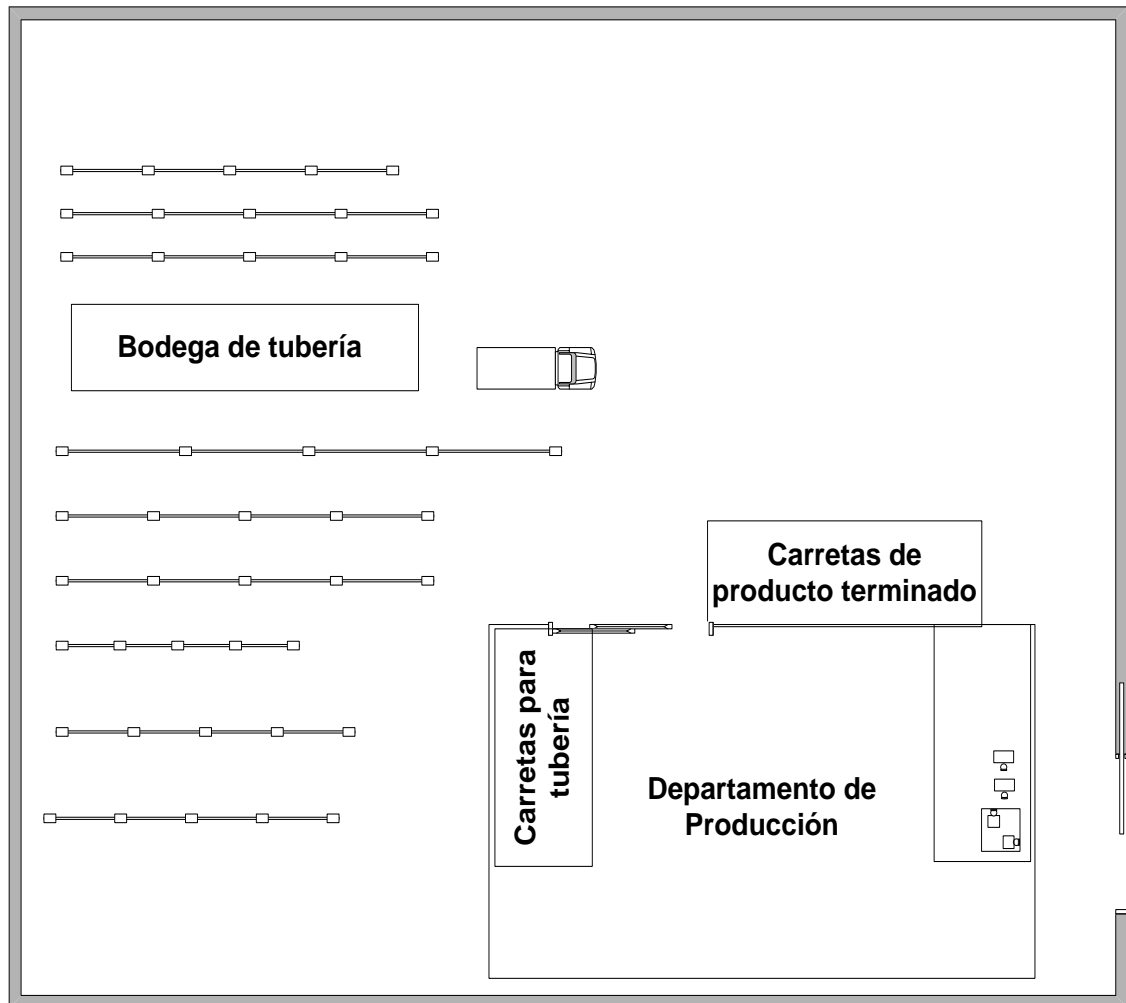 Bodega de tubería
Carretas de
producto terminado
Carretas para
tubería
Departamento de
Producción